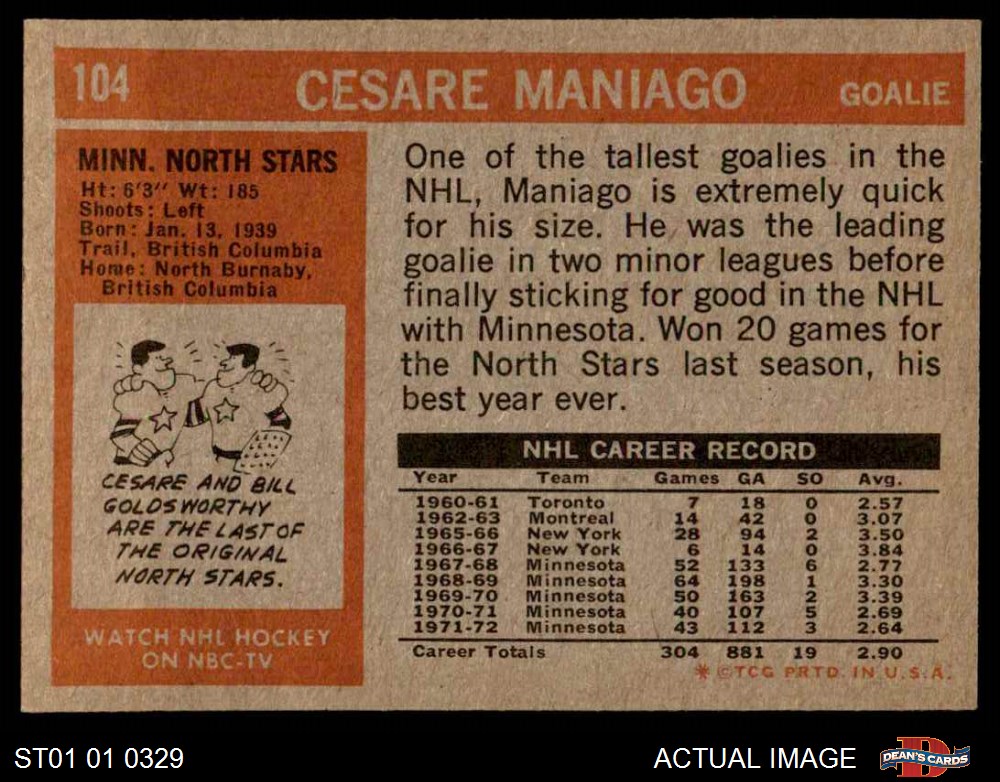 104 CESARE MANIAGO GOALIE
MINN. NORTH STARS
Ht: 6'3" Wt: 185
Shoots: Left
Born: Jan. 13, 1939
Trail, British Columbia
Home: North Burnaby,
British Columbia
CESARE AND BILL
GOLDSWORTHY
ARE THE LAST OF
THE ORIGINAL
NORTH STARS.
WATCH NHL HOCKEY
ON NBC-TV
One of the tallest goalies in the
NHL, Maniago is extremely quick
for his size. He was the leading
goalie in two minor leagues before
finally sticking for good in the NHL
with Minnesota. Won 20 games for
the North Stars last season, his
best year ever.
NHL CAREER RECORD
Year Team Games GA SO Avg.
1960-61 Toronto 7 18 0 2.57
1962-63 Montreal 14 42 0 3.07
1965-66 New York 28 94 2 3.50
1966-67 New York 6 14 0 3.84
1967-68 Minnesota 52 133 6 2.77
1968-69 Minnesota 64 198 1 3.30
1969-70 Minnesota 50 163 2 3.39
1970-71 Minnesota 40 107 5 2.69
1971-72 Minnesota 43 112 3 2.64
Career Totals 304 881 19 2.90
* ©TCG PRTD. IN U.S.A.
ST01 01 0329 ACTUAL IMAGE DEAN'S CARDS